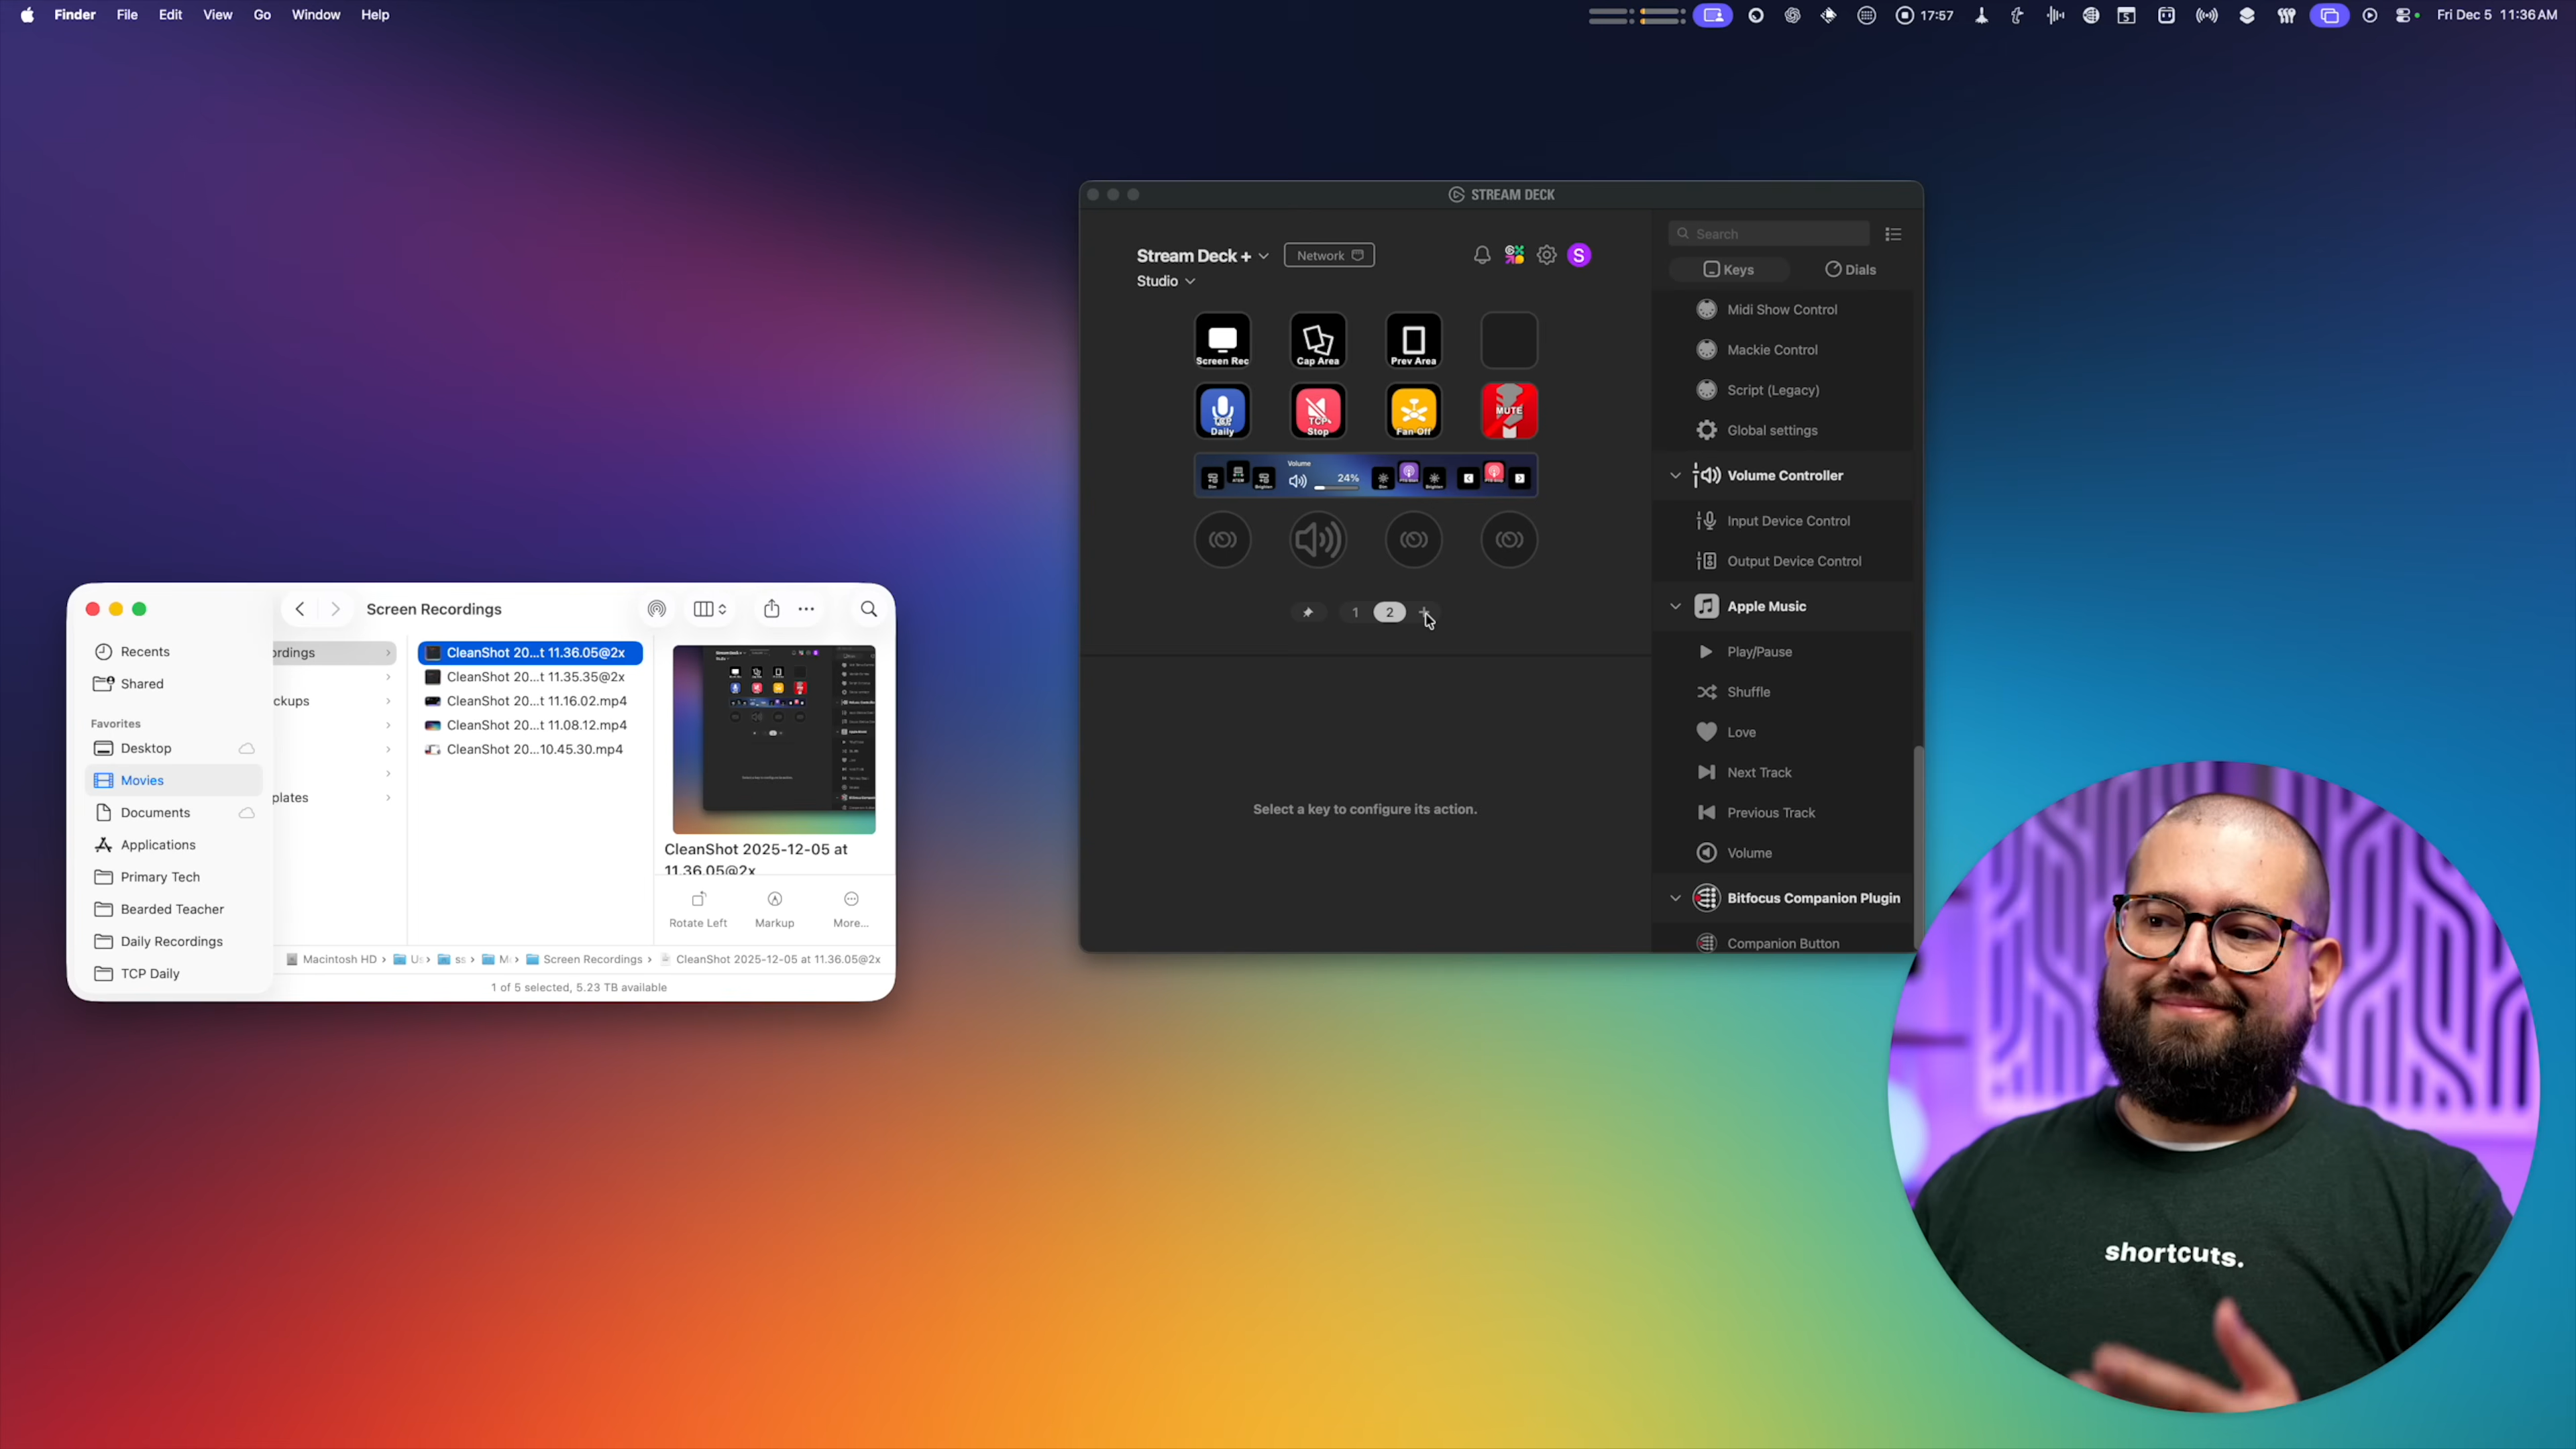 Finder File Edit View Go Window Help
17:57
5
Fri Dec 5 11:36 AM
STREAM DECK
Stream Deck +
Network
S
Studio
Screen Rec
Cap Area
Prev Area
Daily
TCP
Stop
Fan Off
MUTE
Volume
24%
1
2
Select a key to configure its action.
Search
Keys
Dials
Midi Show Control
Mackie Control
Script (Legacy)
Global settings
Volume Controller
Input Device Control
Output Device Control
Apple Music
Play/Pause
Shuffle
Love
Next Track
Previous Track
Volume
Bitfocus Companion Plugin
Companion Button
Screen Recordings
Recents
Shared
Favorites
Desktop
Movies
Documents
Applications
Primary Tech
Bearded Teacher
Daily Recordings
TCP Daily
ordings
ckups
plates
CleanShot 20...t 11.36.05@2x
CleanShot 20...t 11.35.35@2x
CleanShot 20...t 11.16.02.mp4
CleanShot 20...t 11.08.12.mp4
CleanShot 20...10.45.30.mp4
CleanShot 2025-12-05 at
11.36.05@2x
Rotate Left
Markup
More...
Macintosh HD › Us › ss › Mo › Screen Recordings › CleanShot 2025-12-05 at 11.36.05@2x
1 of 5 selected, 5.23 TB available
shortcuts.